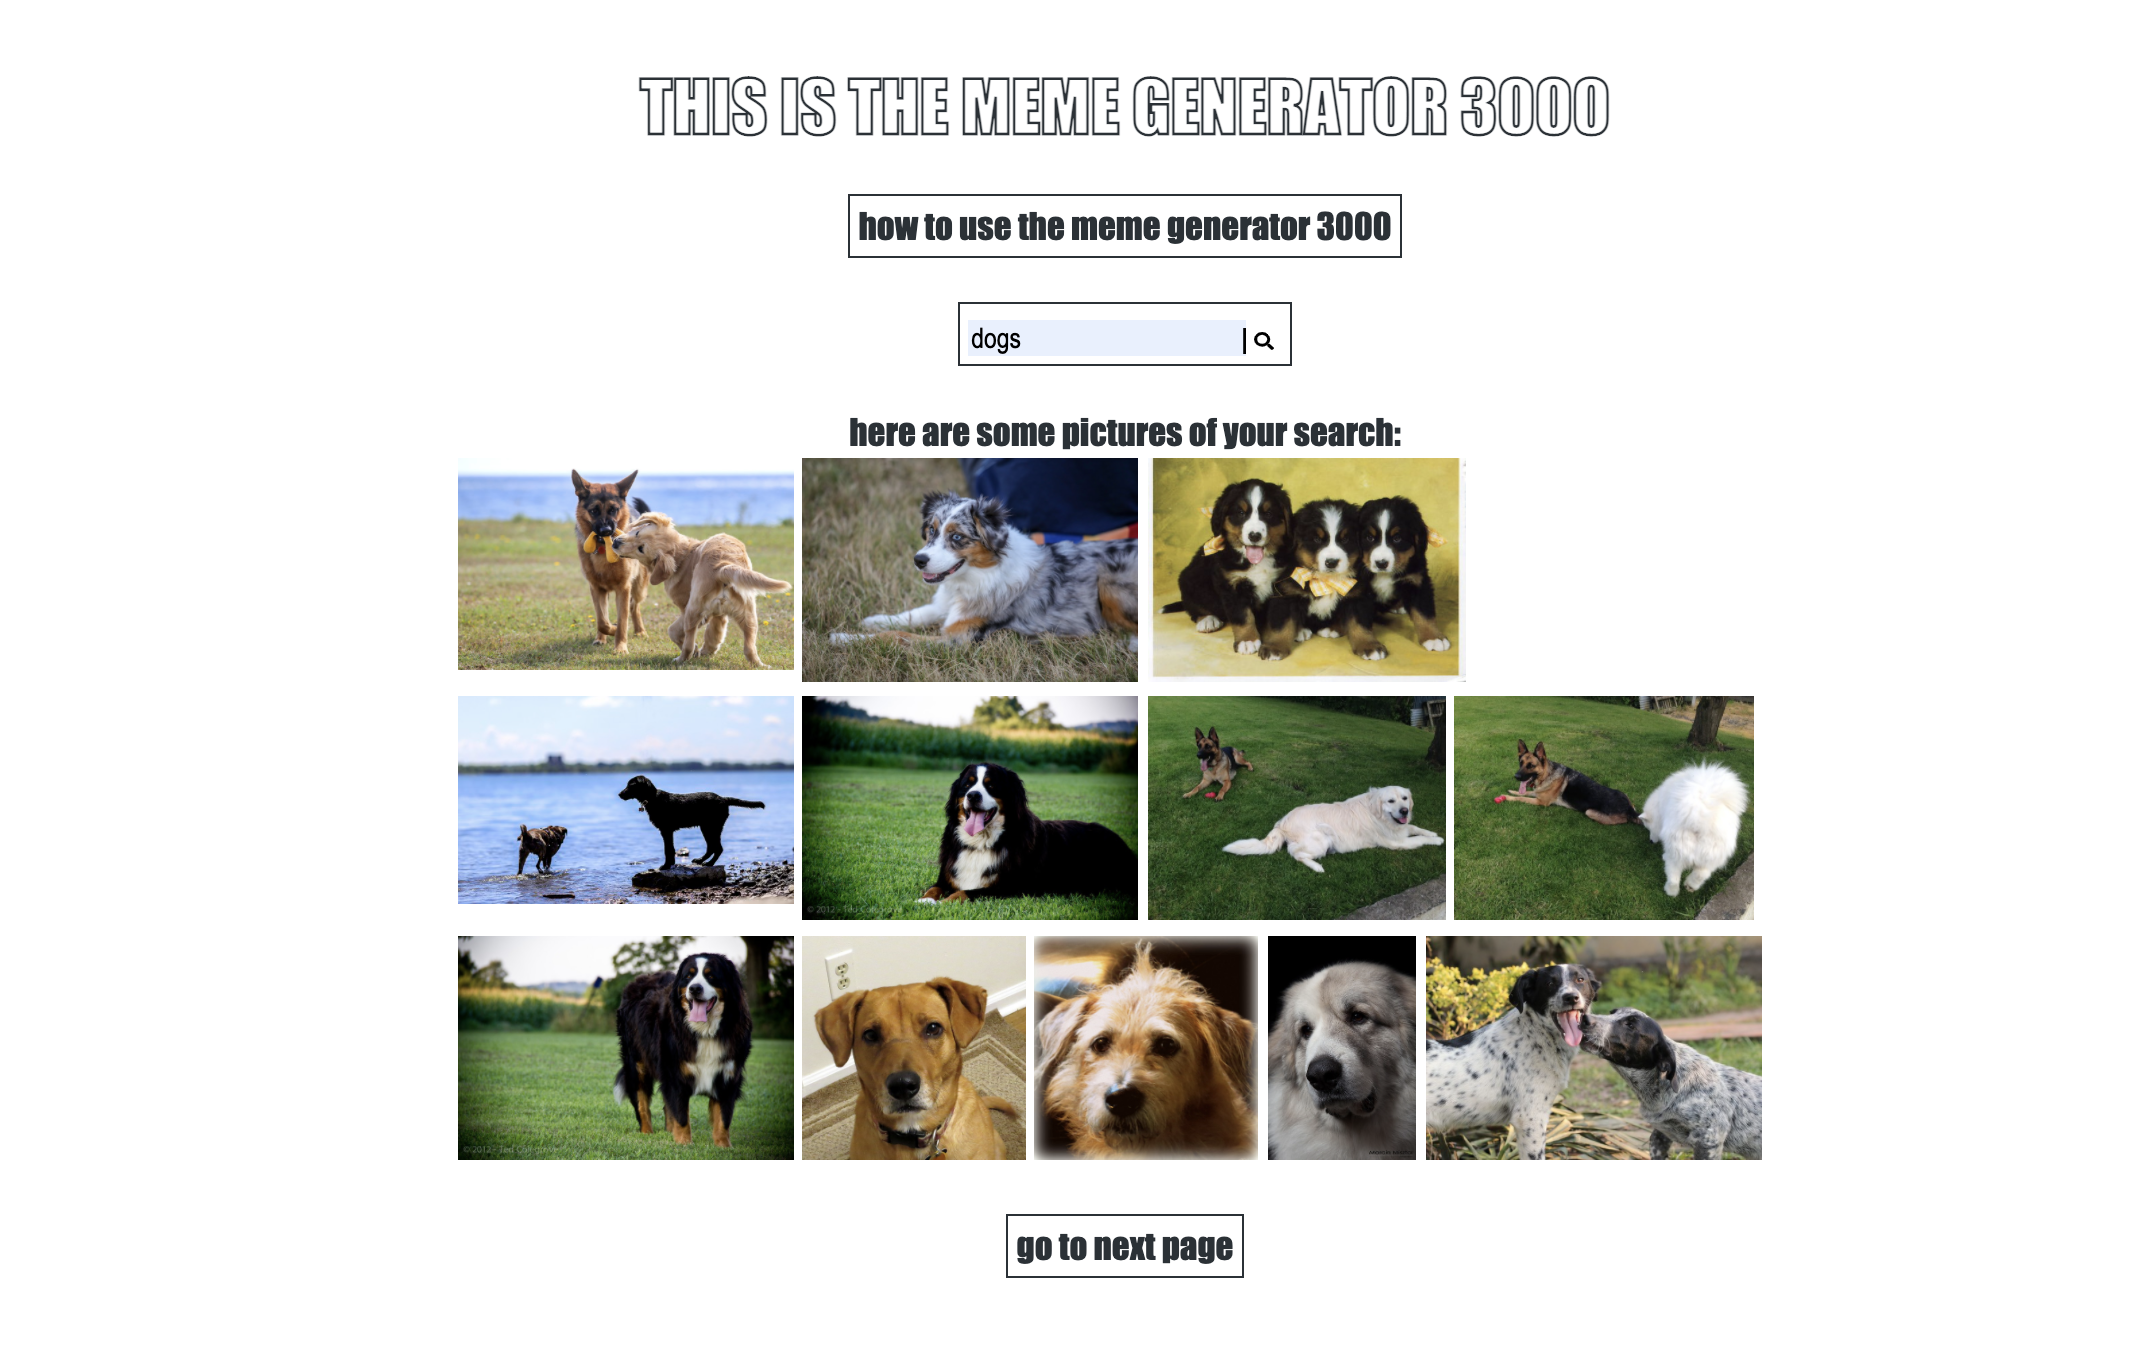 THIS IS THE MEME GENERATOR 3000
how to use the meme generator 3000
dogs
here are some pictures of your search:
go to next page